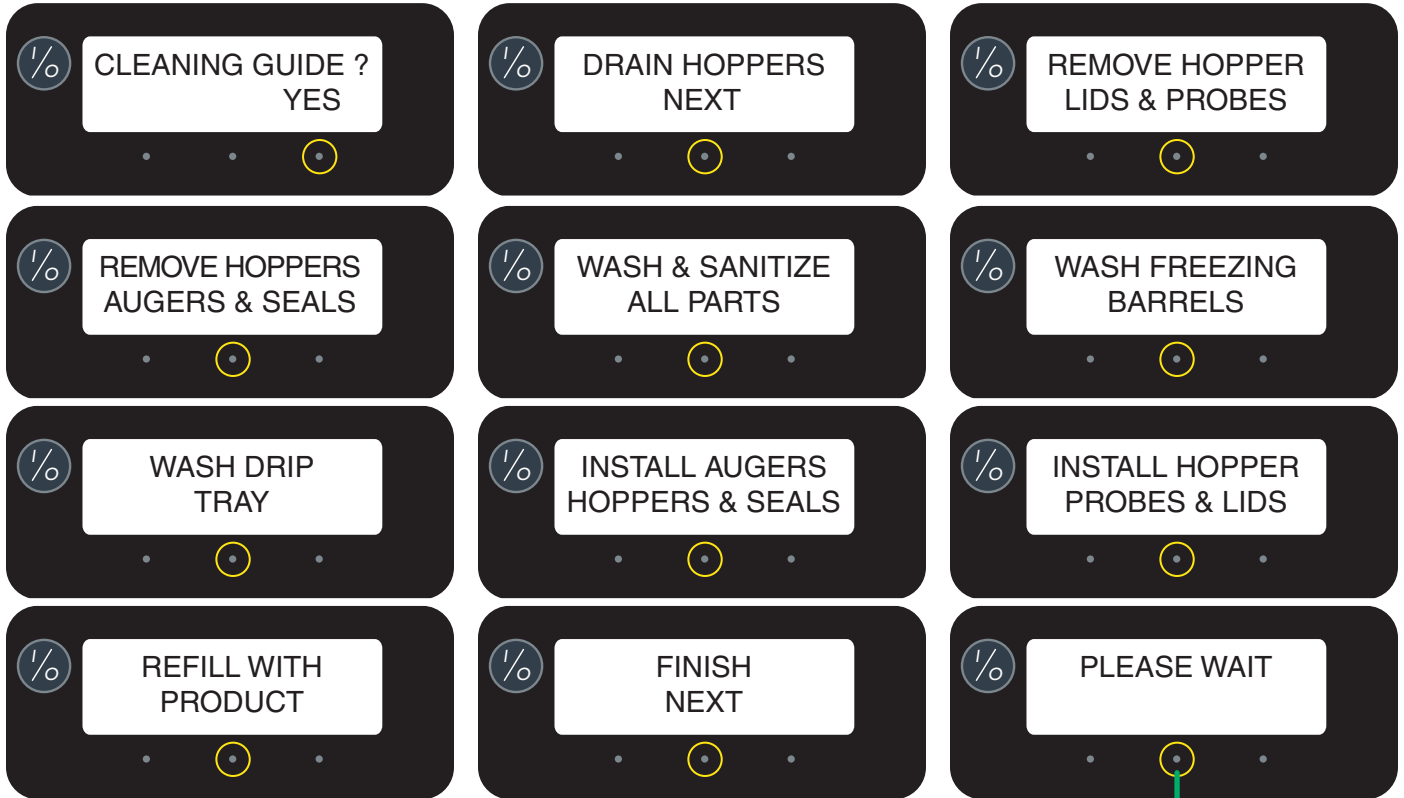 I/O
CLEANING GUIDE ?
YES
I/O
DRAIN HOPPERS
NEXT
I/O
REMOVE HOPPER
LIDS & PROBES
I/O
REMOVE HOPPERS
AUGERS & SEALS
I/O
WASH & SANITIZE
ALL PARTS
I/O
WASH FREEZING
BARRELS
I/O
WASH DRIP
TRAY
I/O
INSTALL AUGERS
HOPPERS & SEALS
I/O
INSTALL HOPPER
PROBES & LIDS
I/O
REFILL WITH
PRODUCT
I/O
FINISH
NEXT
I/O
PLEASE WAIT